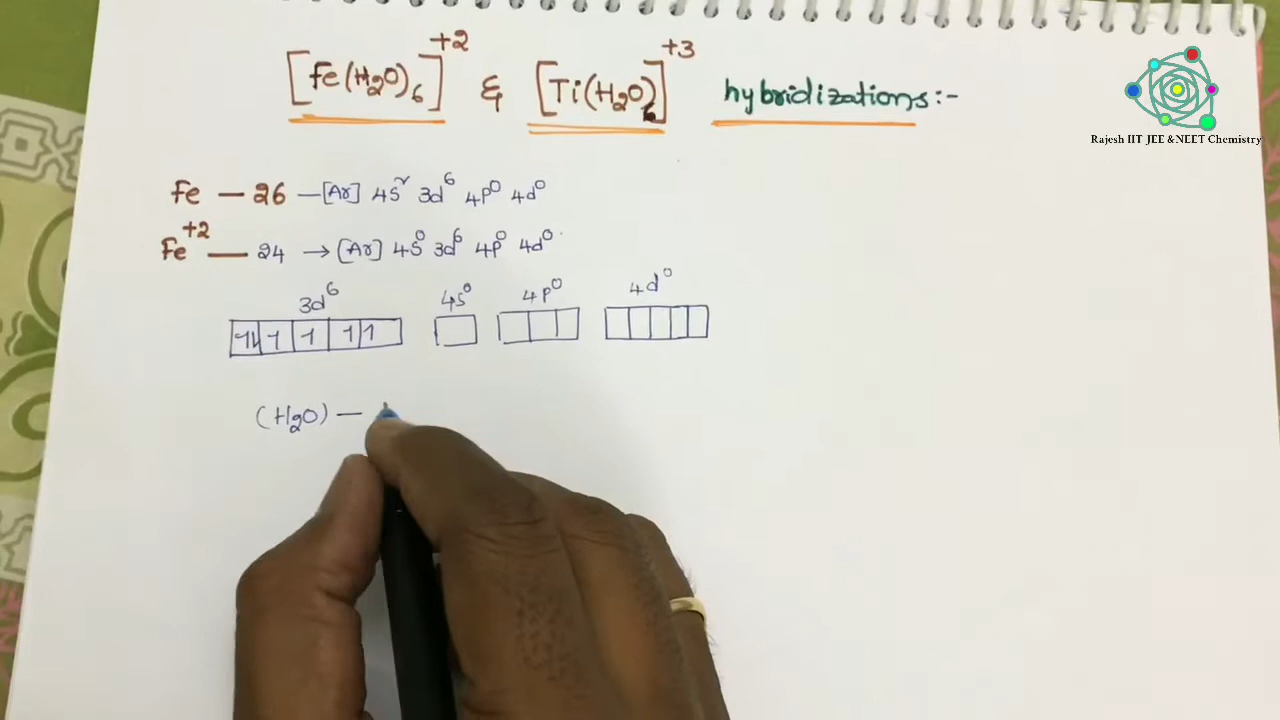 [Fe(H2O)6]+2 & [Ti(H2O)6]+3 hybridizations:-
Rajesh IIT JEE &NEET Chemistry
Fe — 26 — [Ar] 4s2 3d6 4p0 4d0
Fe+2 — 24 → [Ar] 4s0 3d6 4p0 4d0
3d6 4s0 4p0 4d0
1⇂ 1 1 1 1
(H2O) —